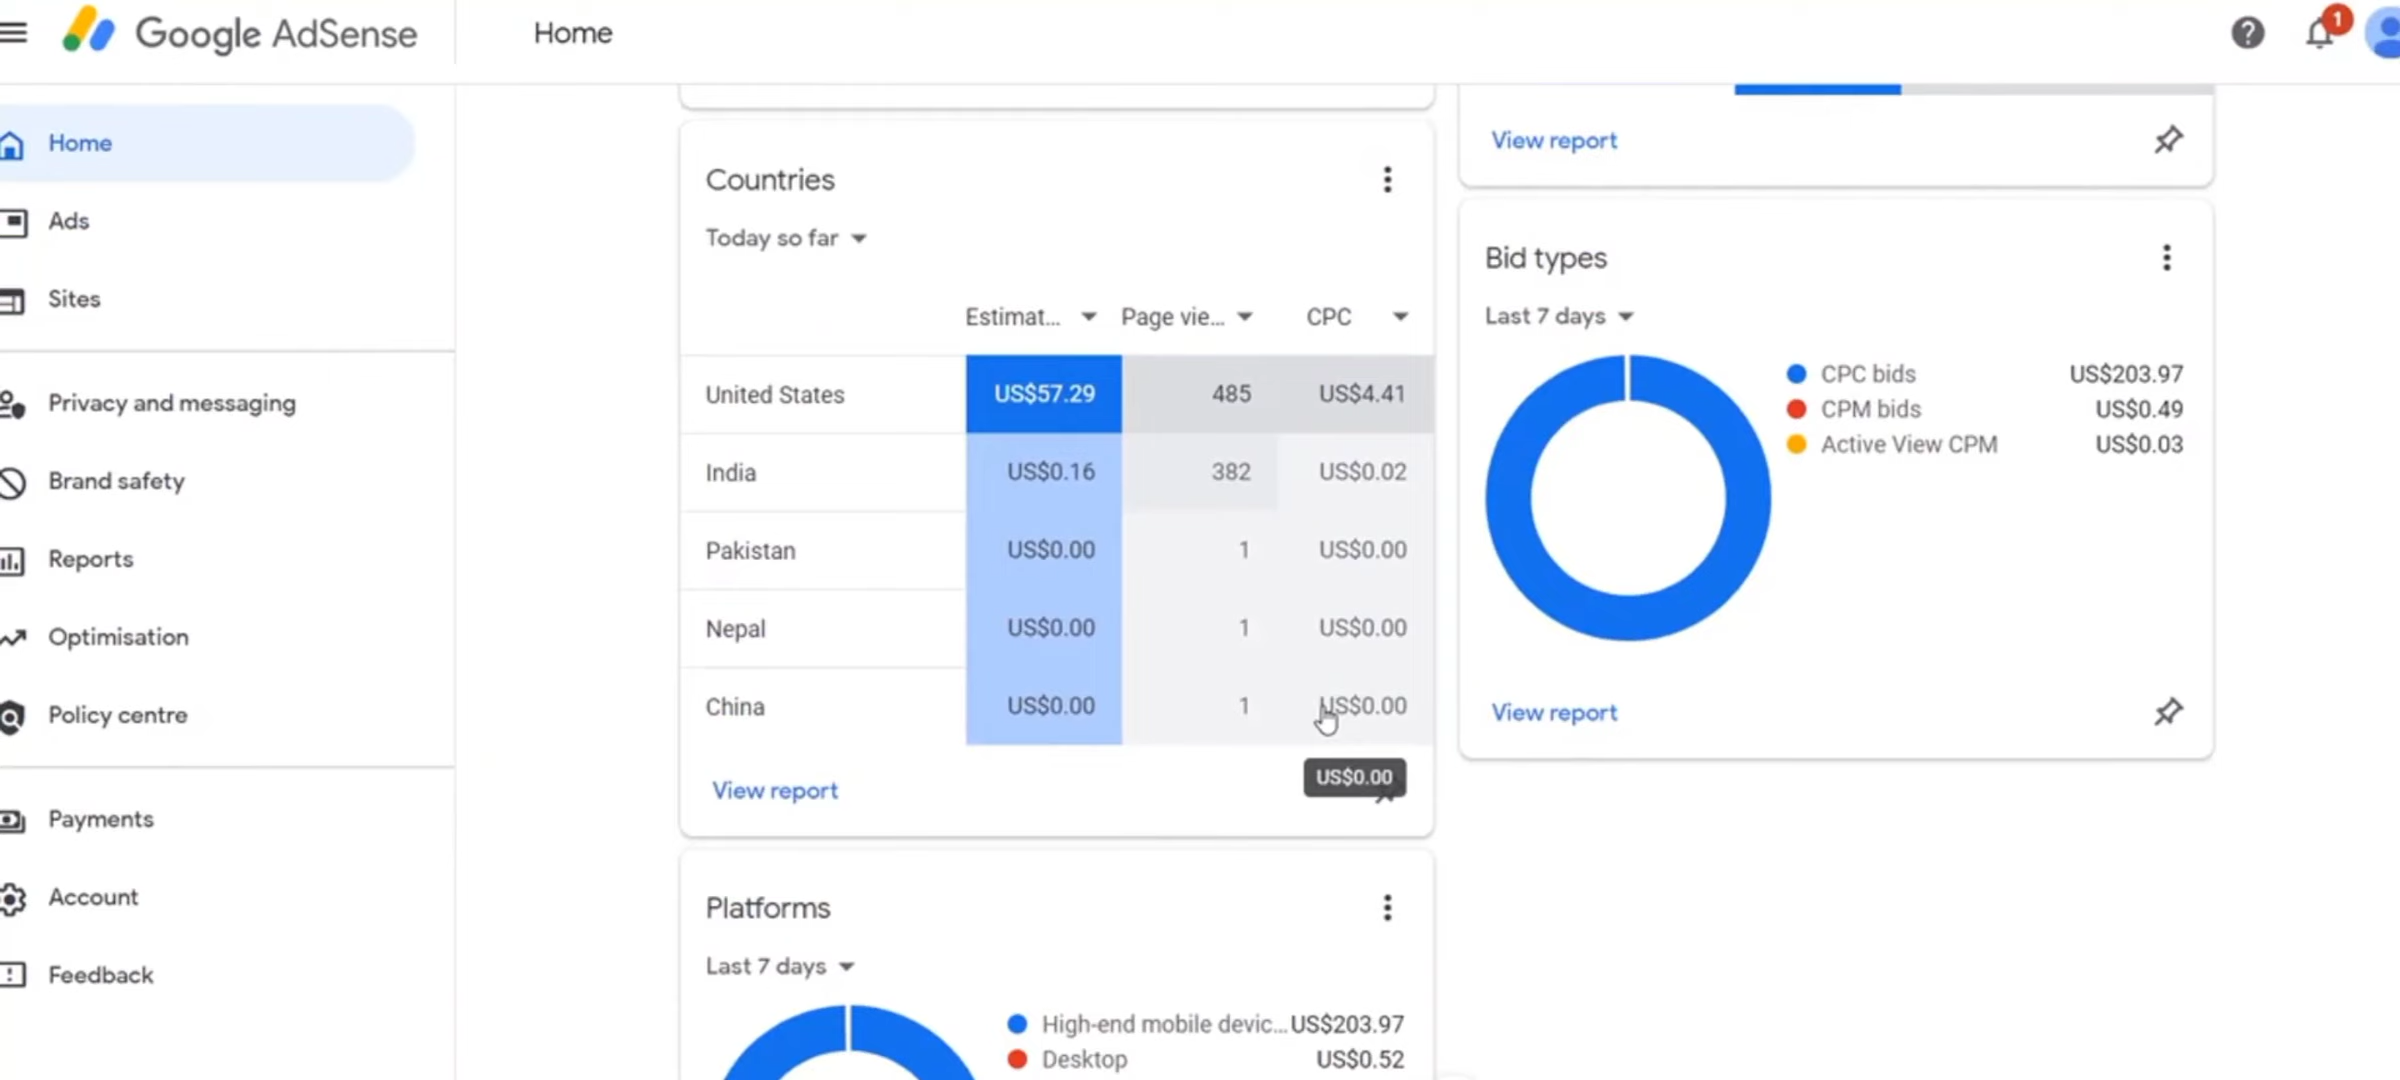 Google AdSense
Home
1
Home
Ads
Sites
Privacy and messaging
Brand safety
Reports
Optimisation
Policy centre
Payments
Account
Feedback
Countries
Today so far
Estimat... Page vie... CPC
United States US$57.29 485 US$4.41
India US$0.16 382 US$0.02
Pakistan US$0.00 1 US$0.00
Nepal US$0.00 1 US$0.00
China US$0.00 1 US$0.00
US$0.00
View report
Platforms
Last 7 days
High-end mobile devic... US$203.97
Desktop US$0.52
View report
Bid types
Last 7 days
CPC bids US$203.97
CPM bids US$0.49
Active View CPM US$0.03
View report